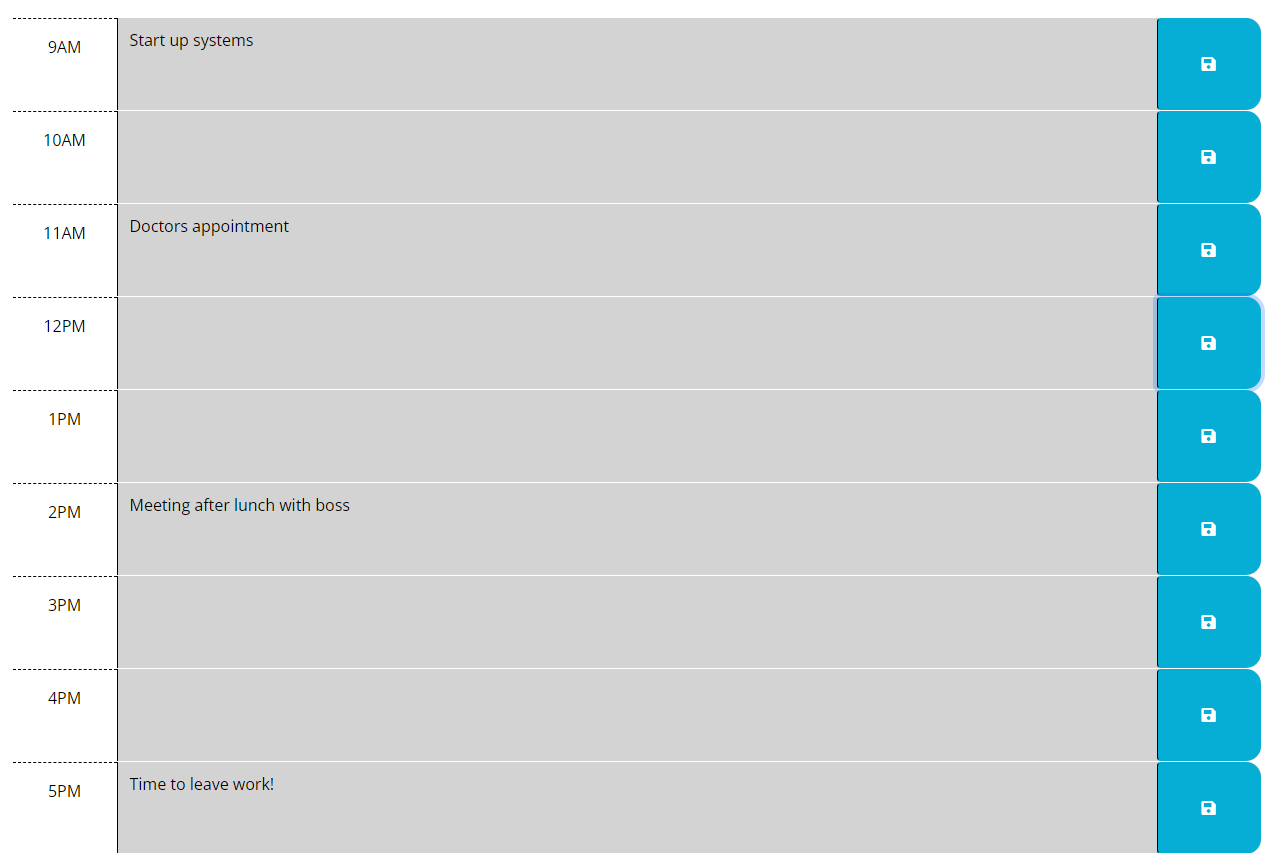 9AM
Start up systems
10AM
11AM
Doctors appointment
12PM
1PM
2PM
Meeting after lunch with boss
3PM
4PM
5PM
Time to leave work!